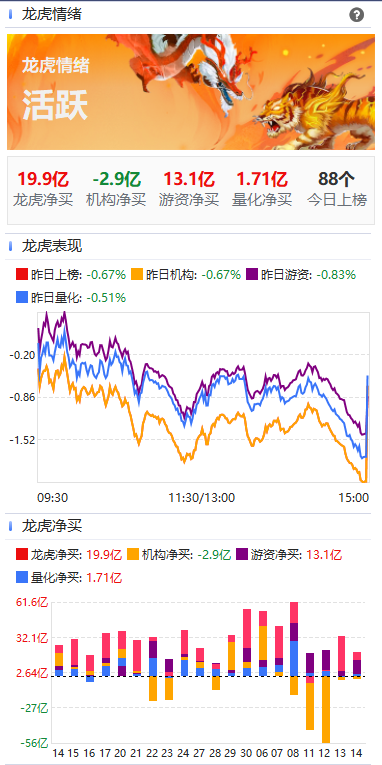 龙虎情绪
?
龙虎情绪
活跃
19.9亿 -2.9亿 13.1亿 1.71亿 88个
龙虎净买 机构净买 游资净买 量化净买 今日上榜
龙虎表现
昨日上榜: -0.67% 昨日机构: -0.67% 昨日游资: -0.83%
昨日量化: -0.51%
-0.20
-0.86
-1.52
09:30 11:30/13:00 15:00
龙虎净买
龙虎净买: 19.9亿 机构净买: -2.9亿 游资净买: 13.1亿
量化净买: 1.71亿
61.6亿
32.1亿
2.64亿
-27亿
-56亿
14 15 16 17 20 21 22 23 24 27 28 29 30 06 07 08 11 12 13 14